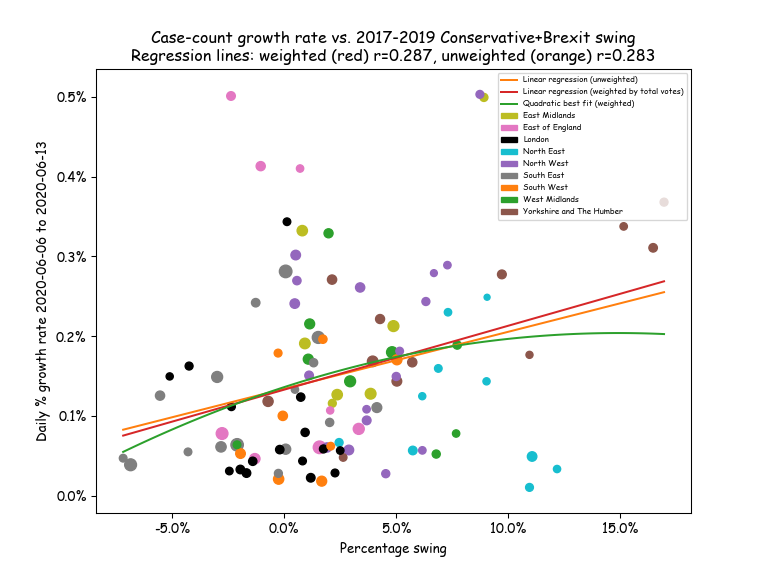 Case-count growth rate vs. 2017-2019 Conservative+Brexit swing
Regression lines: weighted (red) r=0.287, unweighted (orange) r=0.283
Linear regression (unweighted)
Linear regression (weighted by total votes)
Quadratic best fit (weighted)
East Midlands
East of England
London
North East
North West
South East
South West
West Midlands
Yorkshire and The Humber
Daily % growth rate 2020-06-06 to 2020-06-13
0.5%
0.4%
0.3%
0.2%
0.1%
0.0%
-5.0%
0.0%
5.0%
10.0%
15.0%
Percentage swing